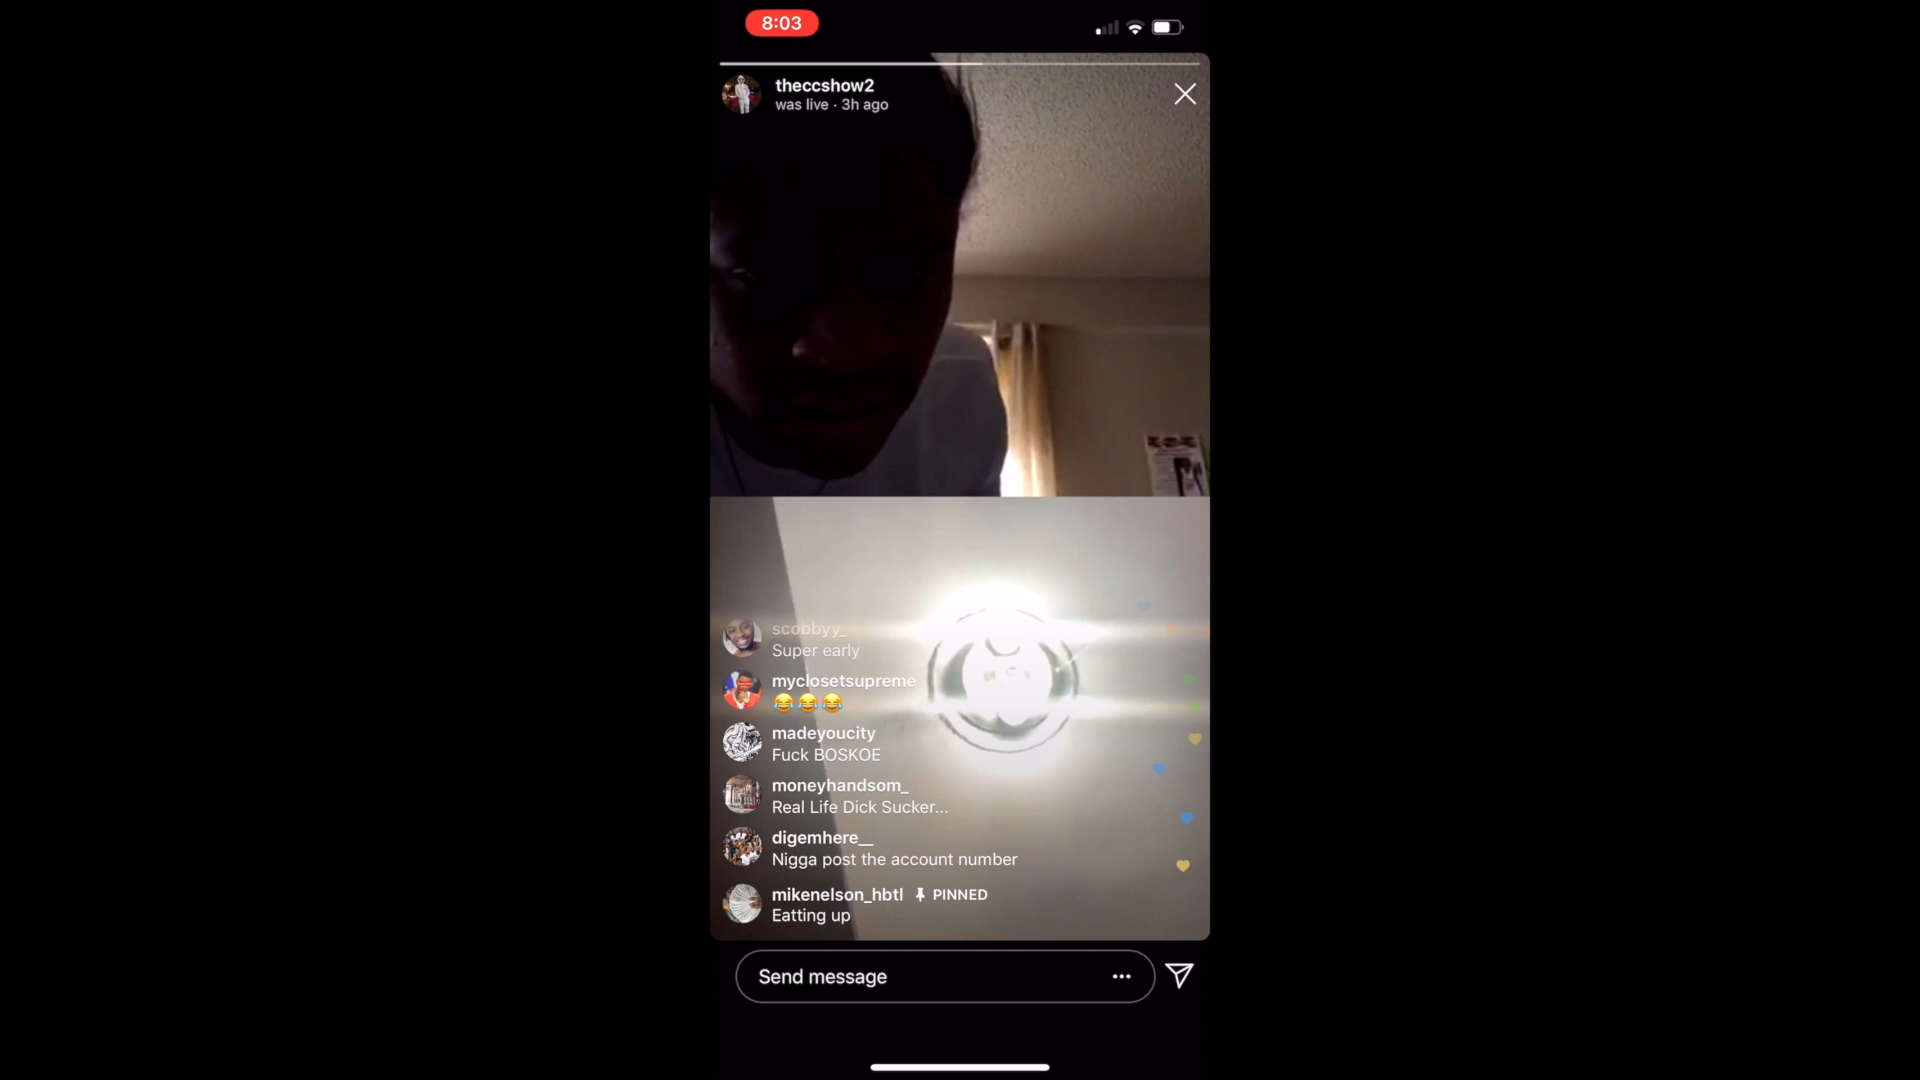 8:03
theccshow2
was live · 3h ago
scobbyy_
Super early
myclosetsupreme
😂😂😂
madeyoucity
Fuck BOSKOE
moneyhandsom_
Real Life Dick Sucker...
digemhere__
Nigga post the account number
mikenelson_hbtl PINNED
Eatting up
Send message